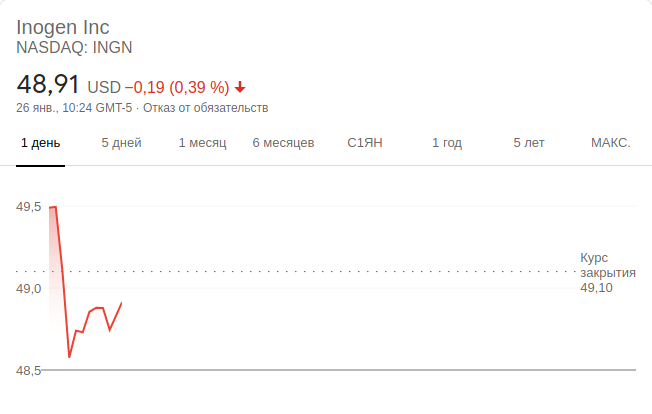 Inogen Inc
NASDAQ: INGN
48,91 USD −0,19 (0,39 %)
26 янв., 10:24 GMT-5 · Отказ от обязательств
1 день 5 дней 1 месяц 6 месяцев С1ЯН 1 год 5 лет МАКС.
49,5
Курс
закрытия
49,0 49,10
48,5